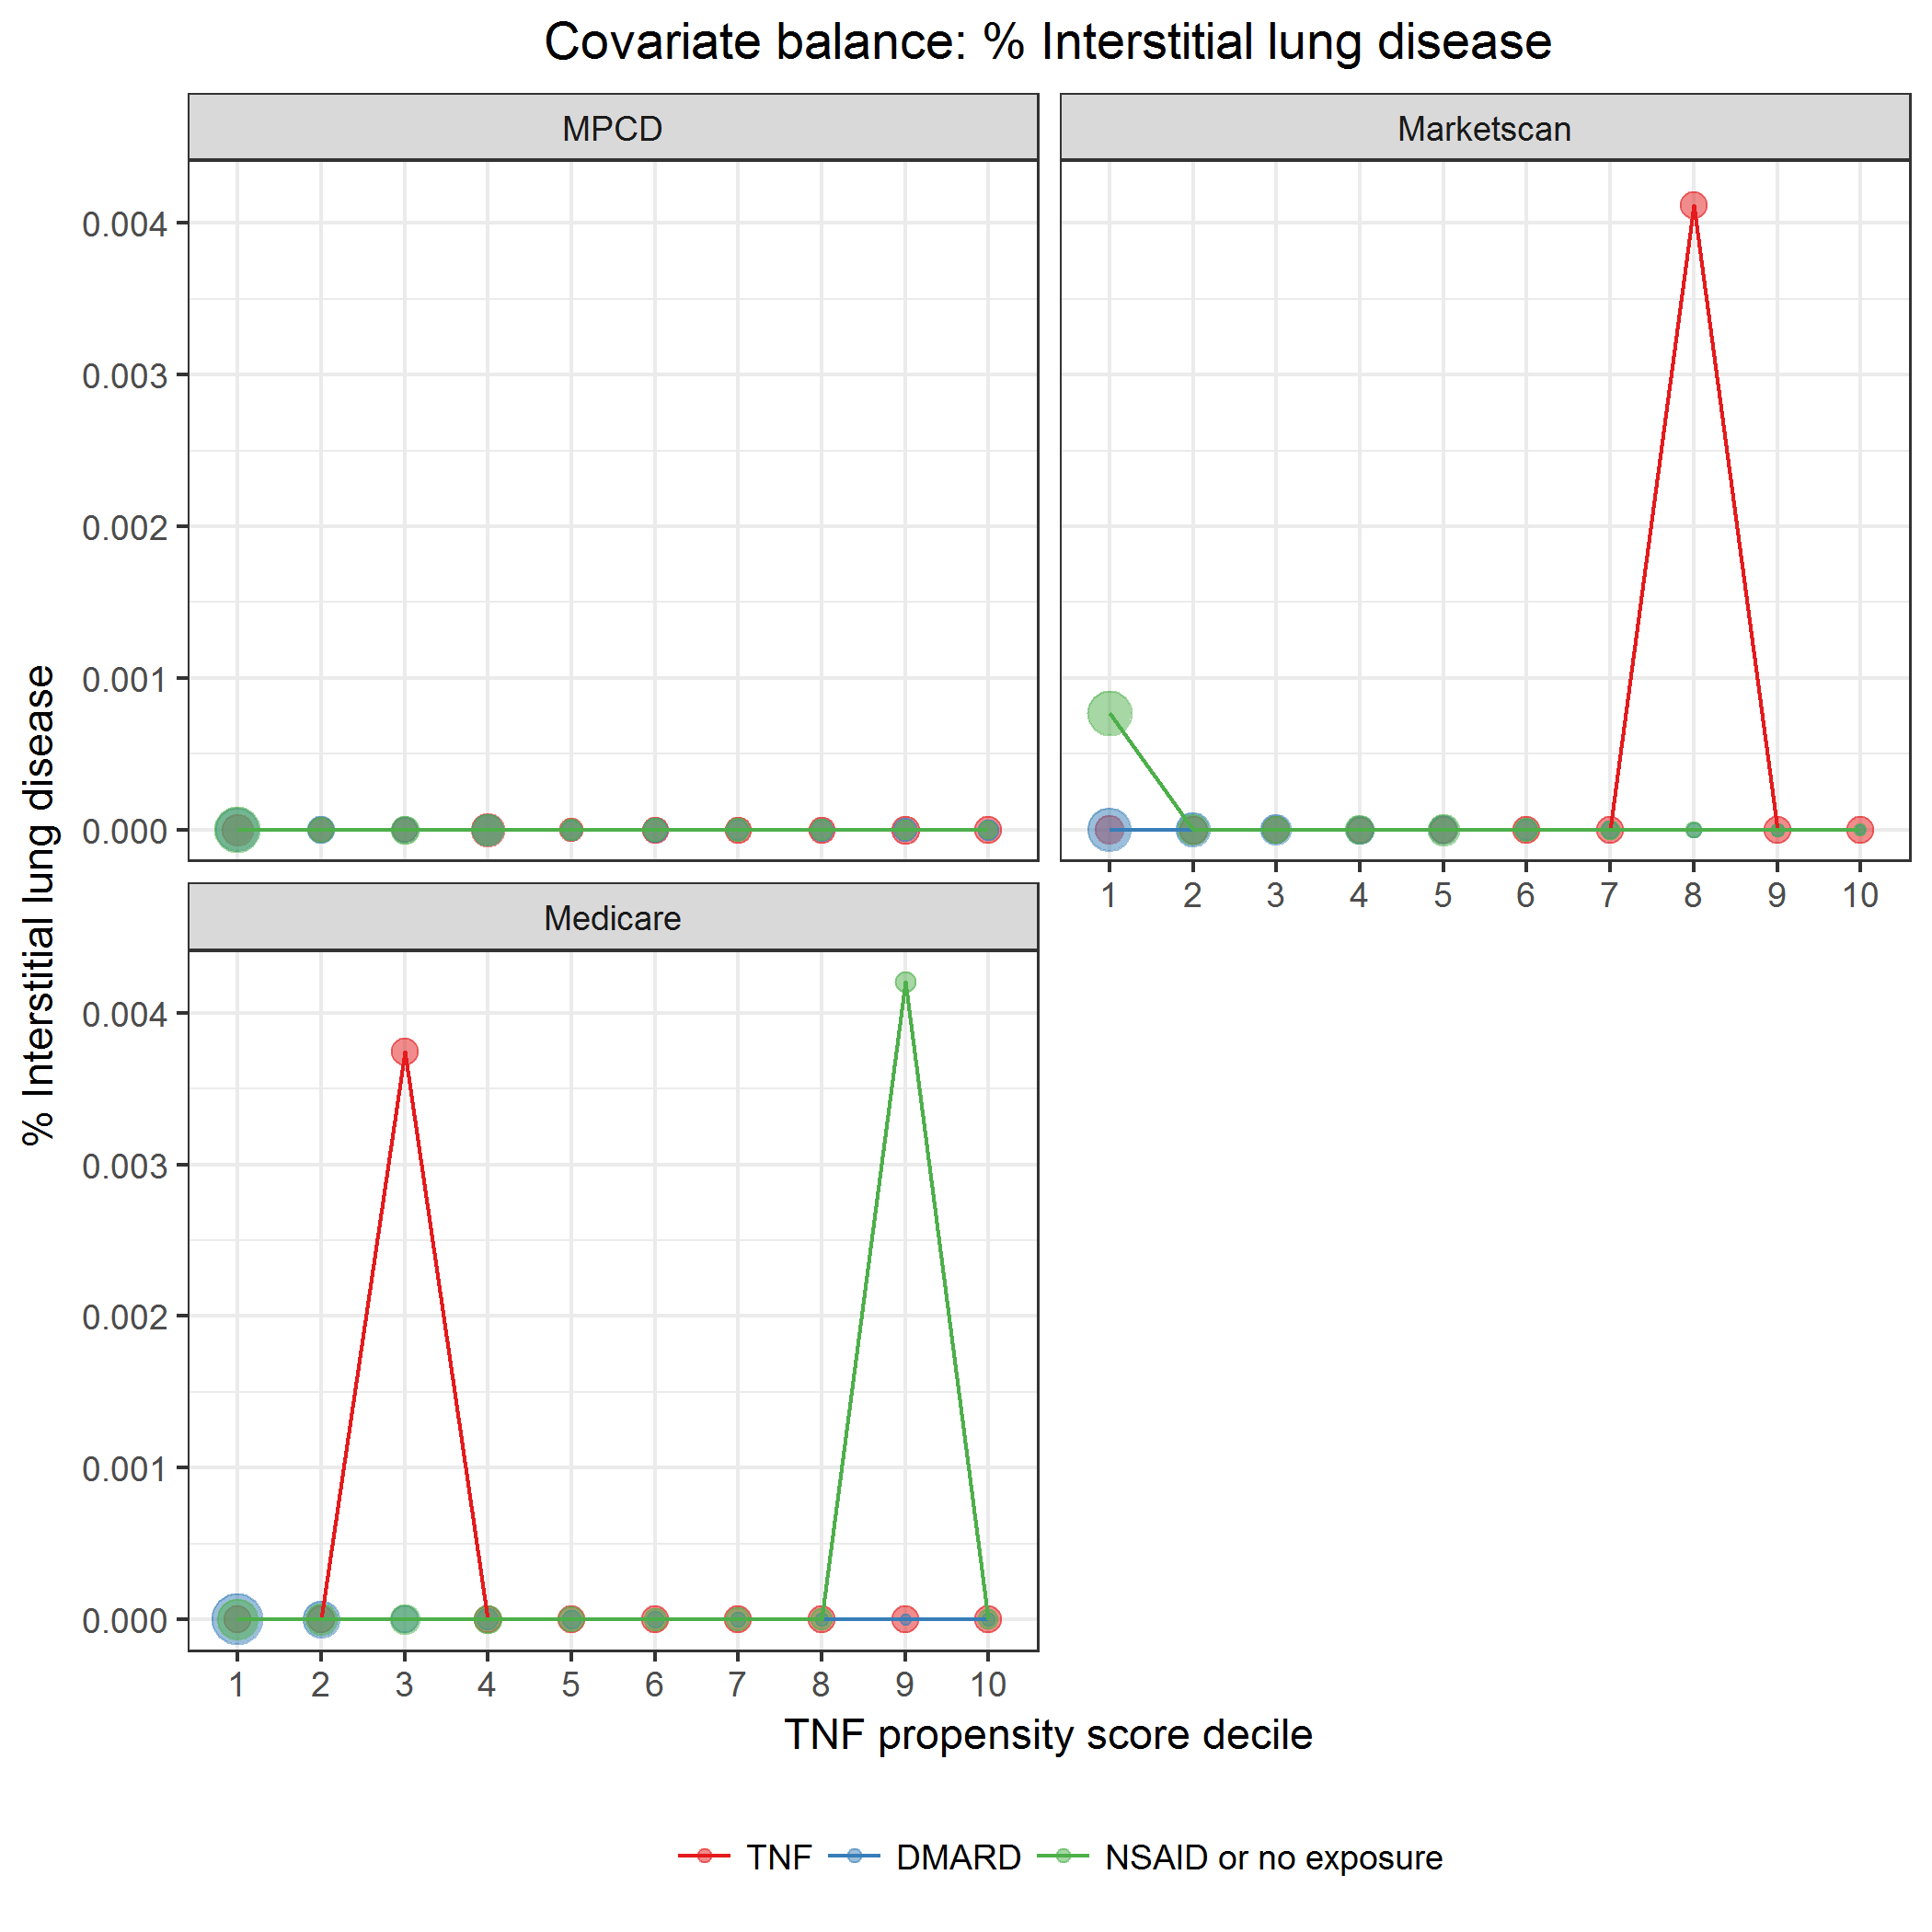 Covariate balance: % Interstitial lung disease
MPCD
Marketscan
0.004
0.003
0.002
0.001
0.000
1 2 3 4 5 6 7 8 9 10
Medicare
0.004
0.003
0.002
0.001
0.000
1 2 3 4 5 6 7 8 9 10
% Interstitial lung disease
TNF propensity score decile
TNF DMARD NSAID or no exposure